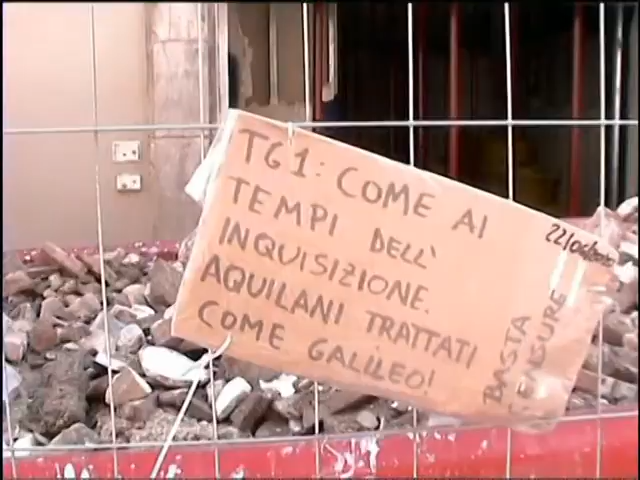 TG1: COME AI
TEMPI DELL'
INQUISIZIONE.
AQUILANI TRATTATI
COME GALILEO!
BASTA
CENSURE